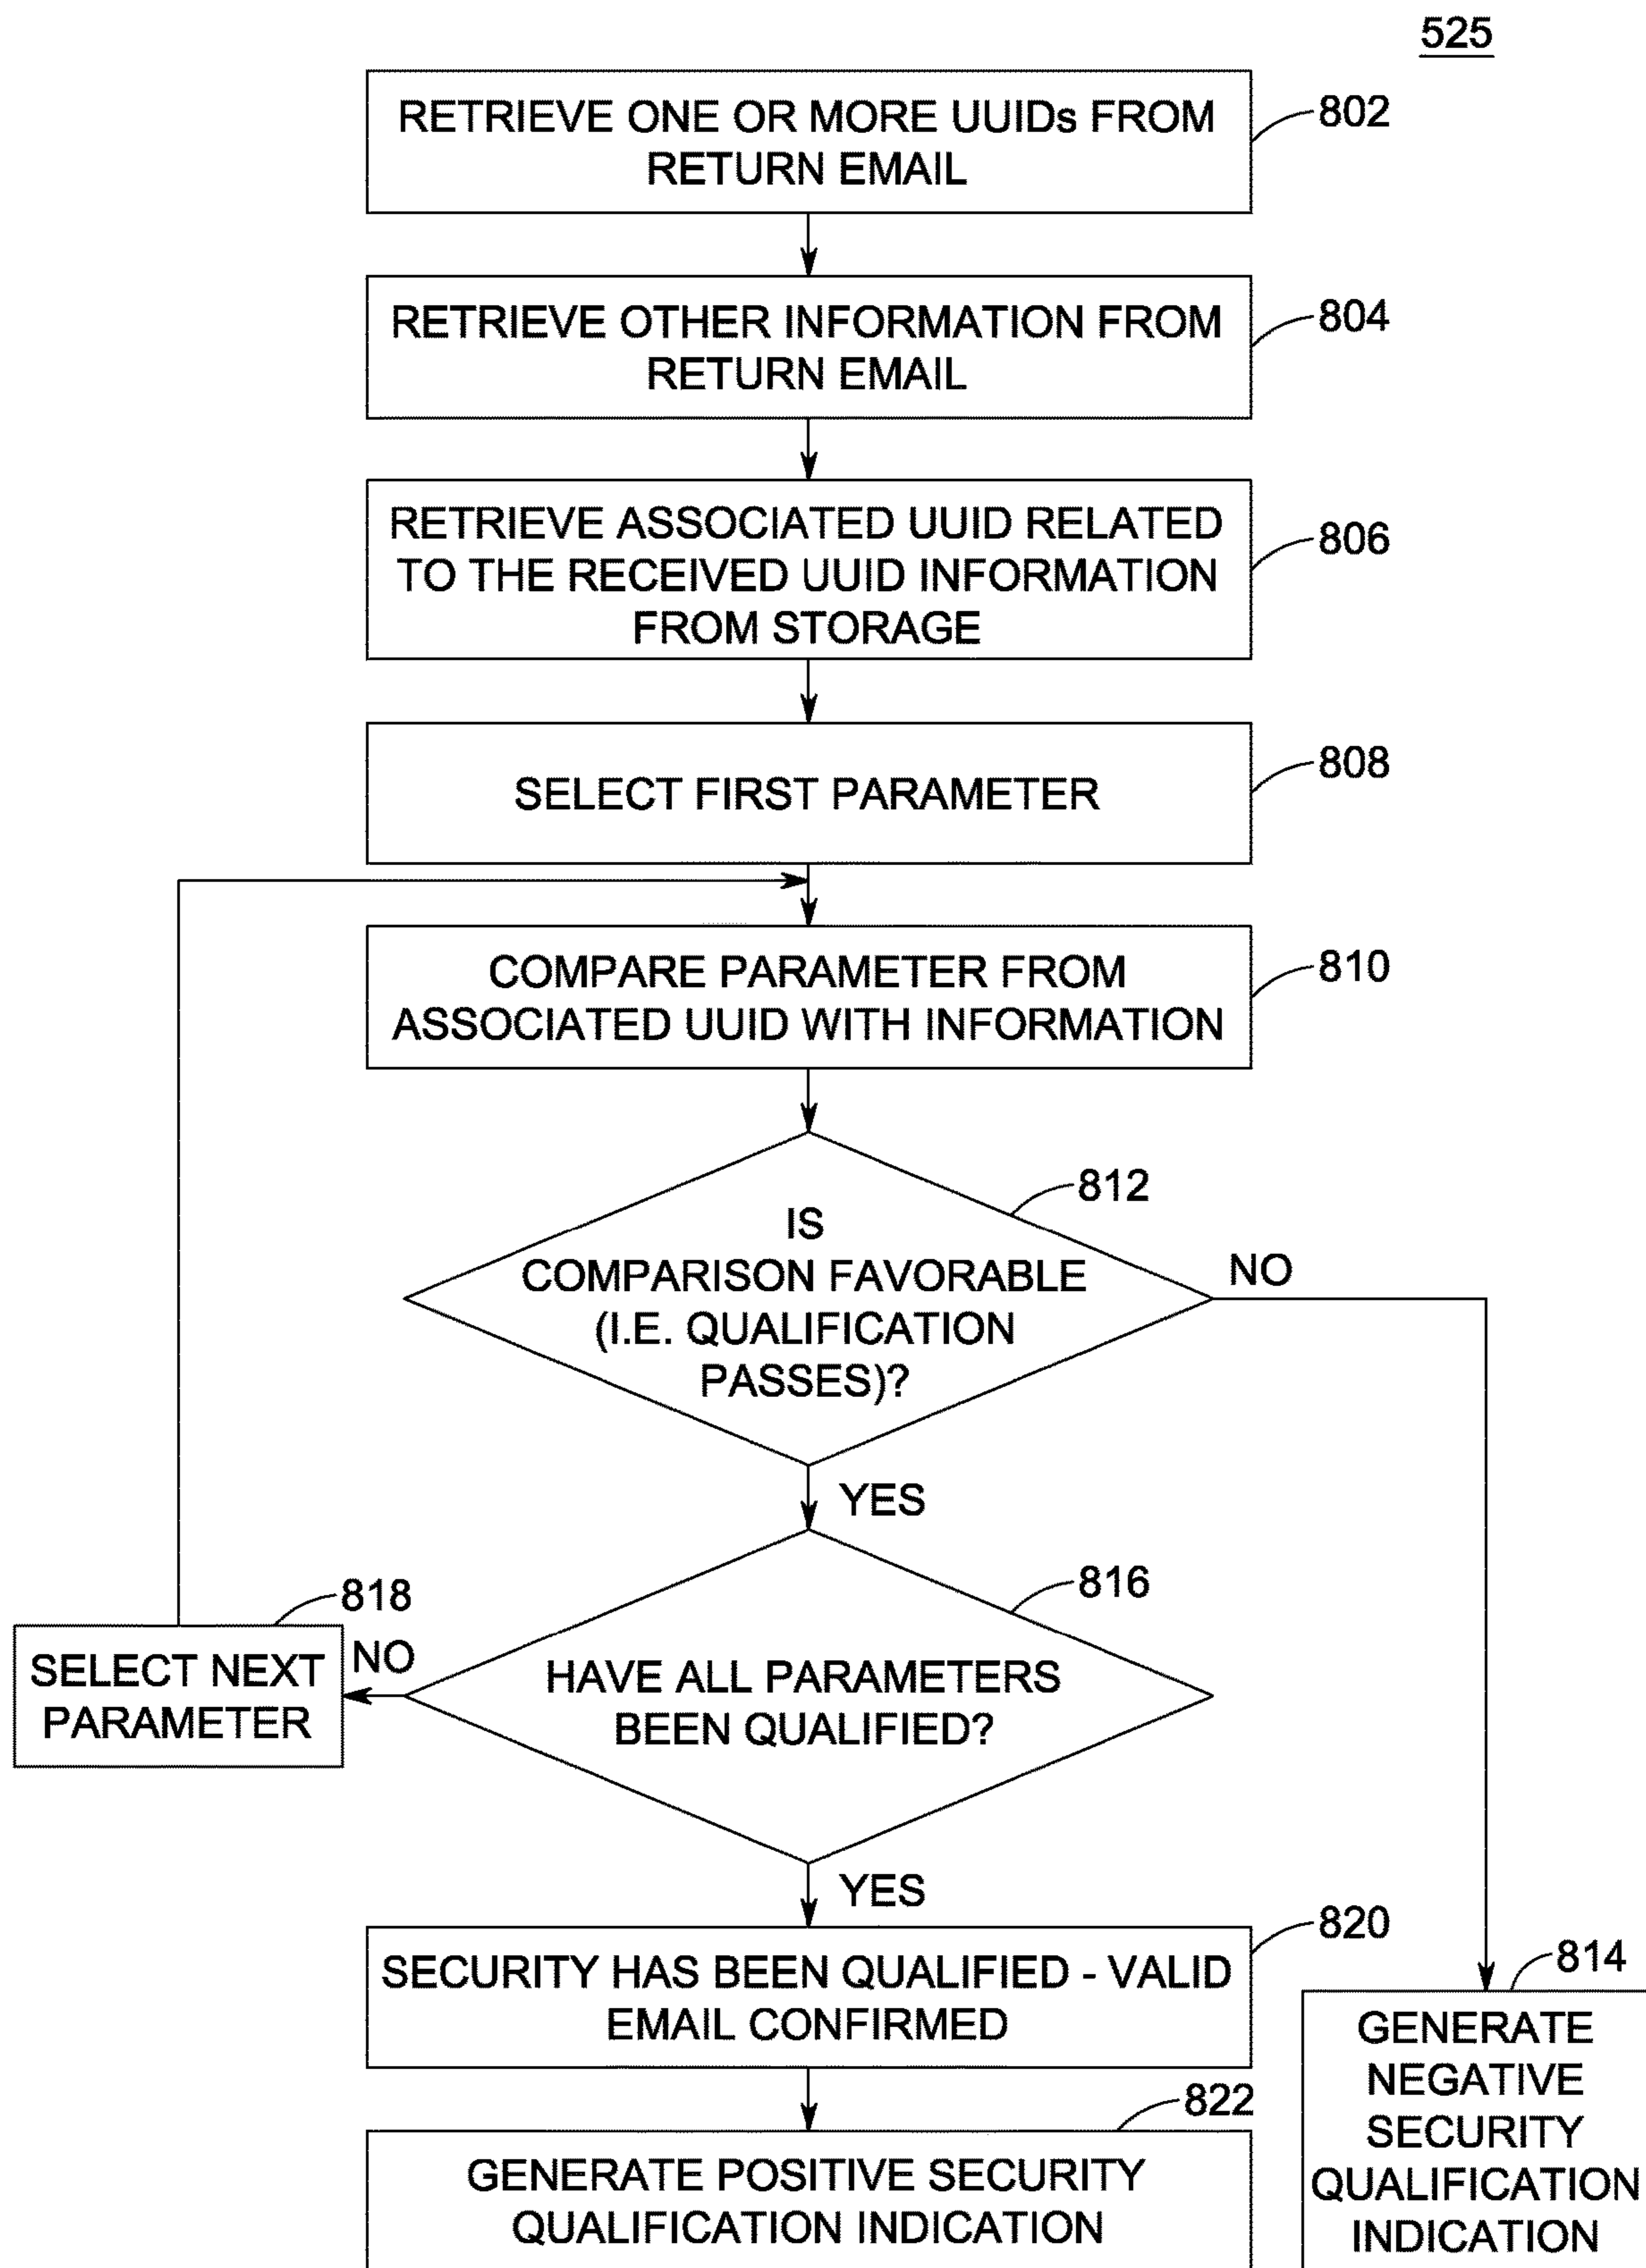 525
RETRIEVE ONE OR MORE UUIDs FROM
RETURN EMAIL
802
RETRIEVE OTHER INFORMATION FROM
RETURN EMAIL
804
RETRIEVE ASSOCIATED UUID RELATED
TO THE RECEIVED UUID INFORMATION
FROM STORAGE
806
SELECT FIRST PARAMETER
808
COMPARE PARAMETER FROM
ASSOCIATED UUID WITH INFORMATION
810
812
IS
COMPARISON FAVORABLE
(I.E. QUALIFICATION
PASSES)?
NO
YES
816
HAVE ALL PARAMETERS
BEEN QUALIFIED?
NO
818
SELECT NEXT
PARAMETER
YES
820
SECURITY HAS BEEN QUALIFIED - VALID
EMAIL CONFIRMED
814
GENERATE
NEGATIVE
SECURITY
QUALIFICATION
INDICATION
822
GENERATE POSITIVE SECURITY
QUALIFICATION INDICATION